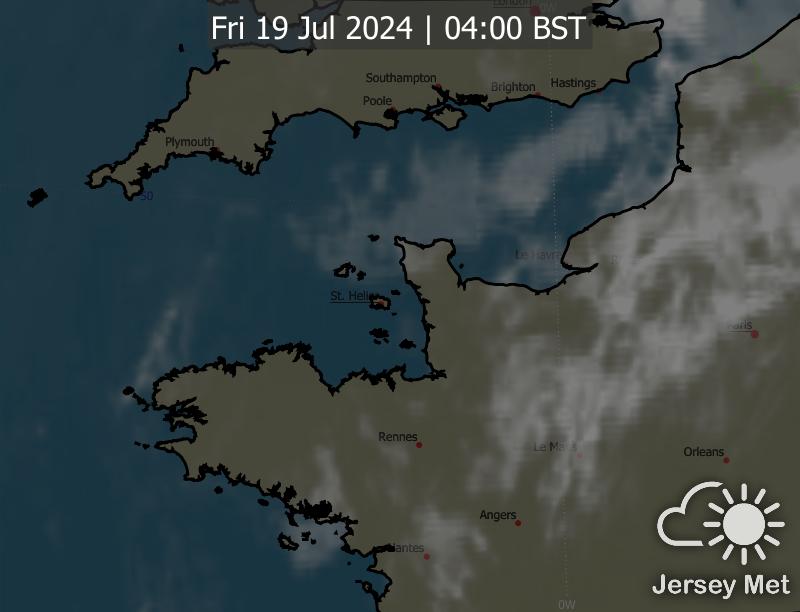 London
0W
Fri 19 Jul 2024 | 04:00 BST
Southampton
Brighton
Hastings
Poole
Plymouth
50
Le Havre
St. Helier
Paris
Rennes
Le Mans
Orleans
Angers
Nantes
Jersey Met
0W